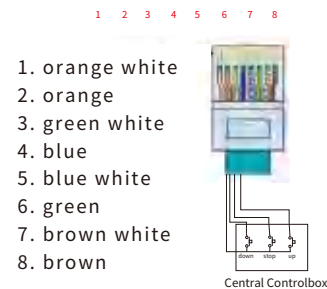 1 2 3 4 5 6 7 8
1. orange white
2. orange
3. green white
4. blue
5. blue white
6. green
7. brown white
8. brown
down stop up
Central Controlbox